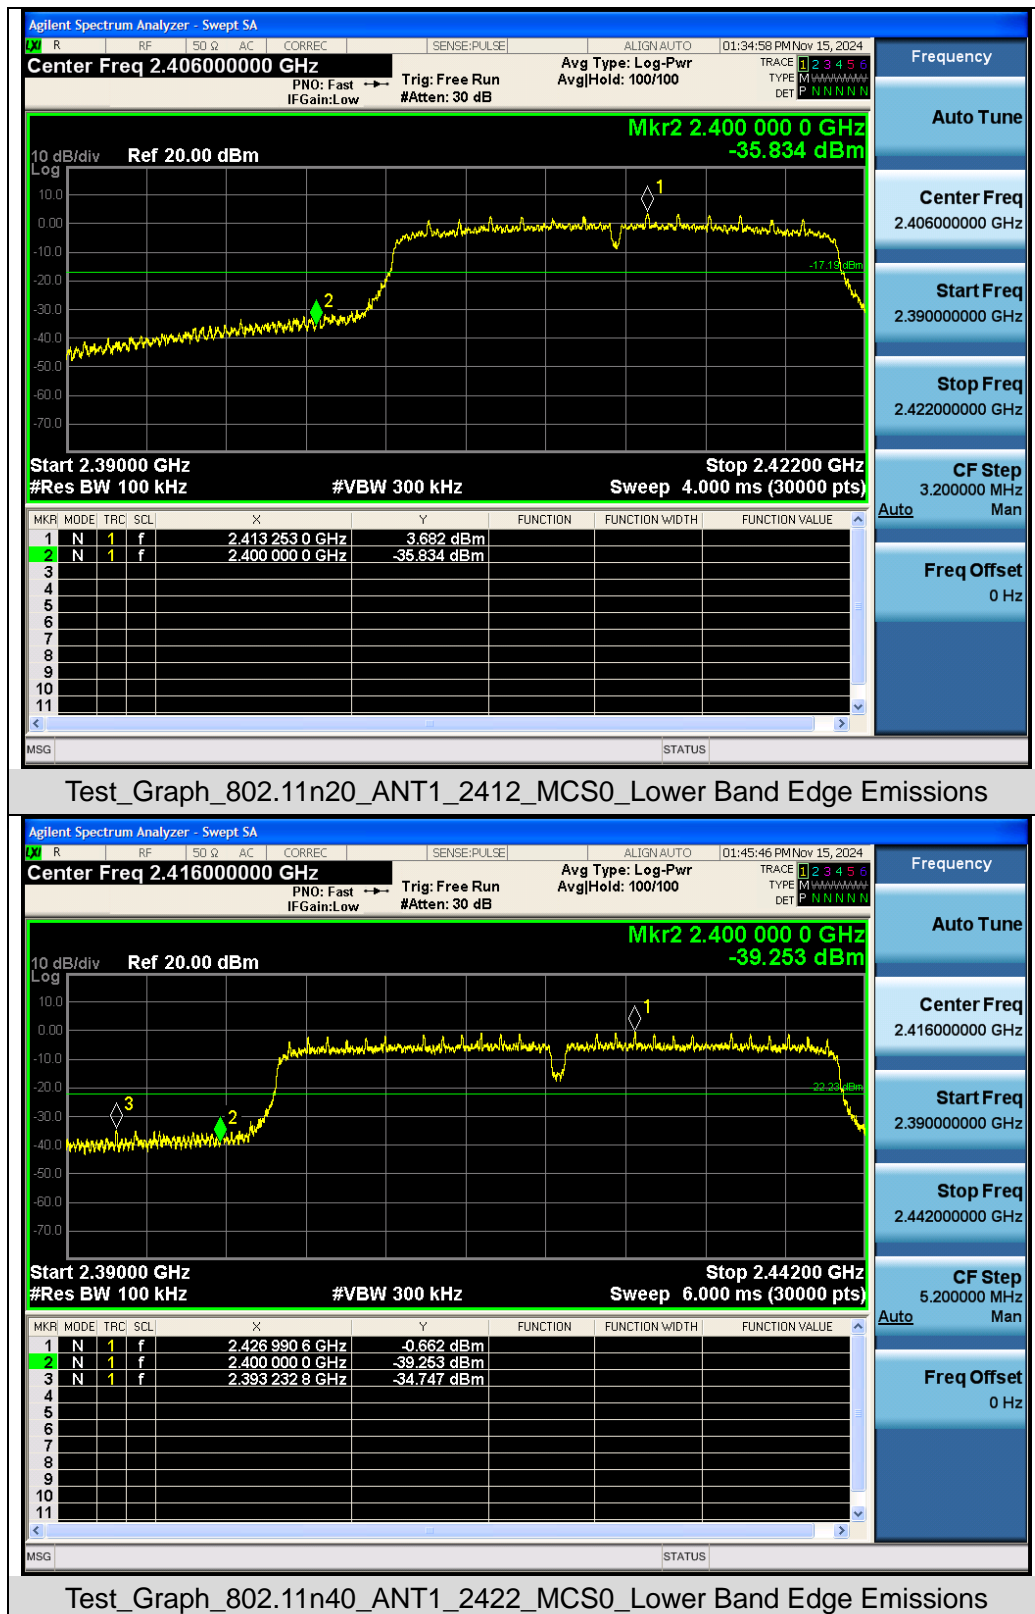 Agilent Spectrum Analyzer - Swept SA
LXI R RF 50 Ω AC CORREC SENSE:PULSE ALIGN AUTO 01:34:58 PM Nov 15, 2024
Center Freq 2.406000000 GHz
PNO: Fast
IFGain:Low
Trig: Free Run
#Atten: 30 dB
Avg Type: Log-Pwr
Avg|Hold: 100/100
TRACE 1 2 3 4 5 6
TYPE M
DET P N N N N N
Mkr2 2.400 000 0 GHz
-35.834 dBm
10 dB/div Ref 20.00 dBm
Log
10.0
0.00
-10.0
-20.0
-30.0
-40.0
-50.0
-60.0
-70.0
1
2
-17.19 dBm
Start 2.39000 GHz Stop 2.42200 GHz
#Res BW 100 kHz #VBW 300 kHz Sweep 4.000 ms (30000 pts)
MKR MODE TRC SCL X Y FUNCTION FUNCTION WIDTH FUNCTION VALUE
1 N 1 f 2.413 253 0 GHz 3.682 dBm
2 N 1 f 2.400 000 0 GHz -35.834 dBm
3
4
5
6
7
8
9
10
11
MSG STATUS
Frequency
Auto Tune
Center Freq
2.406000000 GHz
Start Freq
2.390000000 GHz
Stop Freq
2.422000000 GHz
CF Step
3.200000 MHz
Auto Man
Freq Offset
0 Hz
Test_Graph_802.11n20_ANT1_2412_MCS0_Lower Band Edge Emissions
Agilent Spectrum Analyzer - Swept SA
LXI R RF 50 Ω AC CORREC SENSE:PULSE ALIGN AUTO 01:45:46 PM Nov 15, 2024
Center Freq 2.416000000 GHz
PNO: Fast
IFGain:Low
Trig: Free Run
#Atten: 30 dB
Avg Type: Log-Pwr
Avg|Hold: 100/100
TRACE 1 2 3 4 5 6
TYPE M
DET P N N N N N
Mkr2 2.400 000 0 GHz
-39.253 dBm
10 dB/div Ref 20.00 dBm
Log
10.0
0.00
-10.0
-20.0
-30.0
-40.0
-50.0
-60.0
-70.0
1
3
2
-22.23 dBm
Start 2.39000 GHz Stop 2.44200 GHz
#Res BW 100 kHz #VBW 300 kHz Sweep 6.000 ms (30000 pts)
MKR MODE TRC SCL X Y FUNCTION FUNCTION WIDTH FUNCTION VALUE
1 N 1 f 2.426 990 6 GHz -0.662 dBm
2 N 1 f 2.400 000 0 GHz -39.253 dBm
3 N 1 f 2.393 232 8 GHz -34.747 dBm
4
5
6
7
8
9
10
11
MSG STATUS
Frequency
Auto Tune
Center Freq
2.416000000 GHz
Start Freq
2.390000000 GHz
Stop Freq
2.442000000 GHz
CF Step
5.200000 MHz
Auto Man
Freq Offset
0 Hz
Test_Graph_802.11n40_ANT1_2422_MCS0_Lower Band Edge Emissions